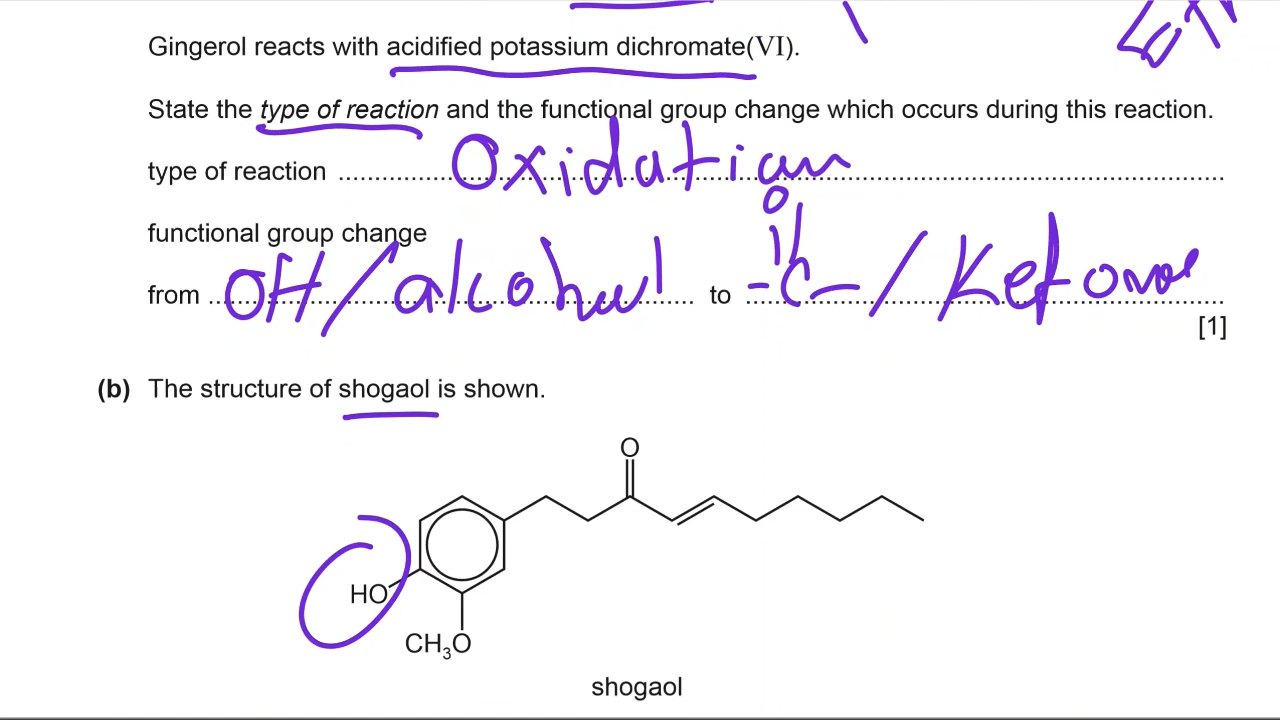 Gingerol reacts with acidified potassium dichromate(VI).
State the type of reaction and the functional group change which occurs during this reaction.
type of reaction ........ Oxidation
functional group change
from ........ OH/alcohol ........ to ........ O
-C- / Ketone
[1]
(b) The structure of shogaol is shown.
O
HO
CH₃O
shogaol